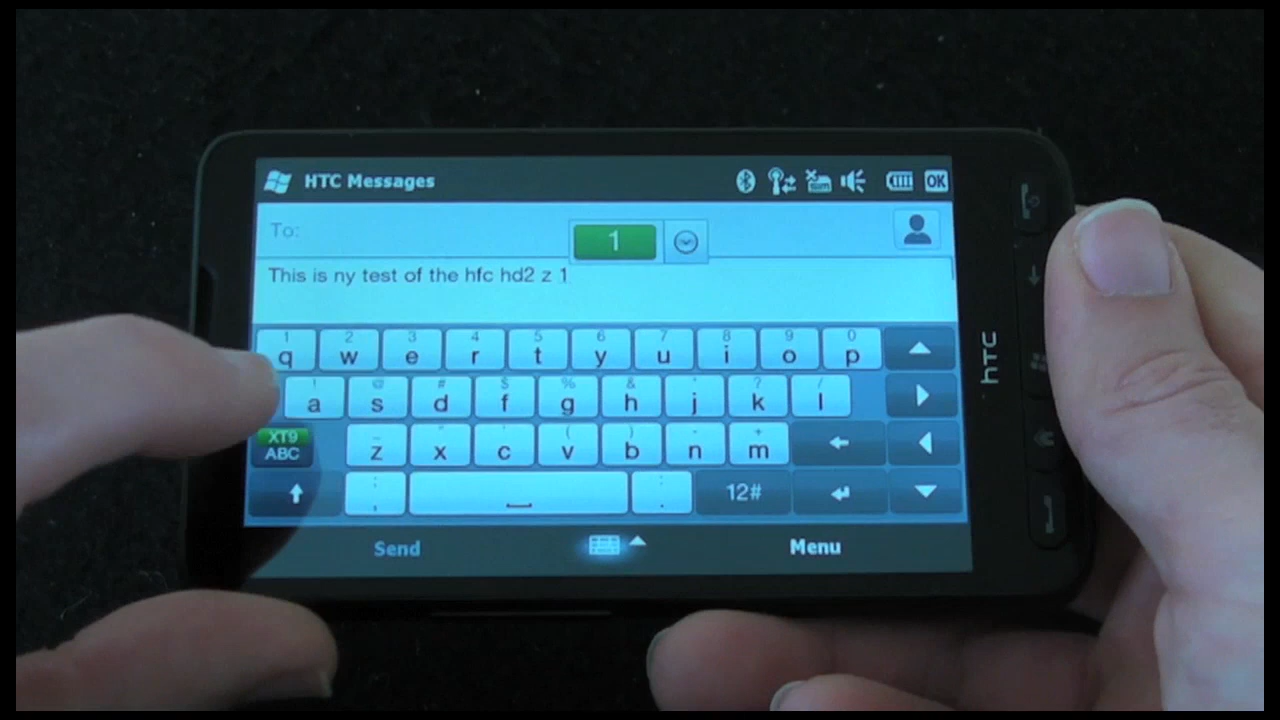 HTC Messages SIM OK
To: 1
This is ny test of the hfc hd2 z 1
1 2 3 4 5 6 7 8 9 0
q w e r t y u i o p
! @ # $ % & ' ? /
a s d f g h j k l
XT9
ABC
_ * ' ( ) - +
z x c v b n m
; :
, . 12#
Send Menu
hTC